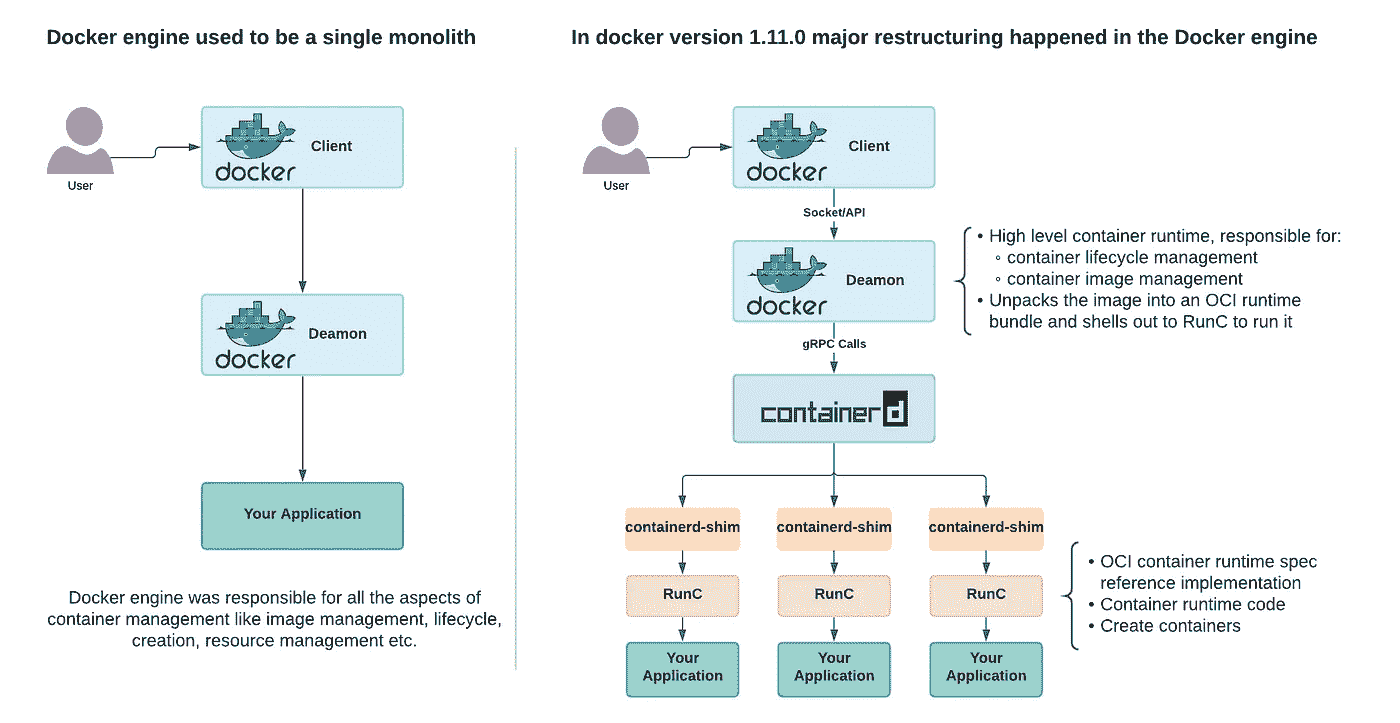 Docker engine used to be a single monolith
User
docker
Client
docker
Deamon
Your Application
Docker engine was responsible for all the aspects of
container management like image management, lifecycle,
creation, resource management etc.
In docker version 1.11.0 major restructuring happened in the Docker engine
User
docker
Client
Socket/API
docker
Deamon
• High level container runtime, responsible for:
∘ container lifecycle management
∘ container image management
• Unpacks the image into an OCI runtime
bundle and shells out to RunC to run it
gRPC Calls
containerd
containerd-shim
containerd-shim
containerd-shim
RunC
RunC
RunC
Your
Application
Your
Application
Your
Application
• OCI container runtime spec
reference implementation
• Container runtime code
• Create containers